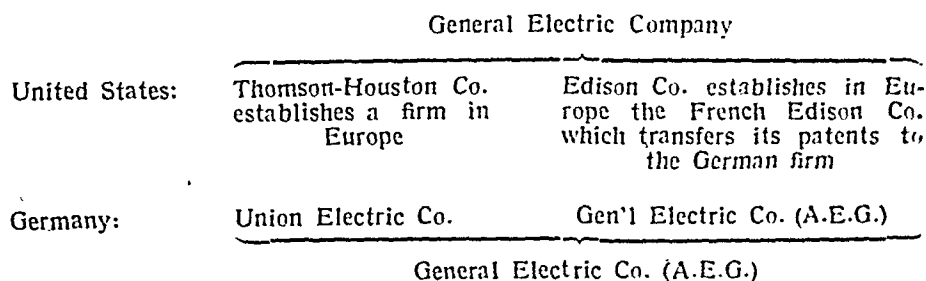 General Electric Company
United States:
Thomson-Houston Co.
establishes a firm in
Europe
Edison Co. establishes in Eu-
rope the French Edison Co.
which transfers its patents to
the German firm
Germany:
Union Electric Co.
Gen'l Electric Co. (A.E.G.)
General Electric Co. (A.E.G.)